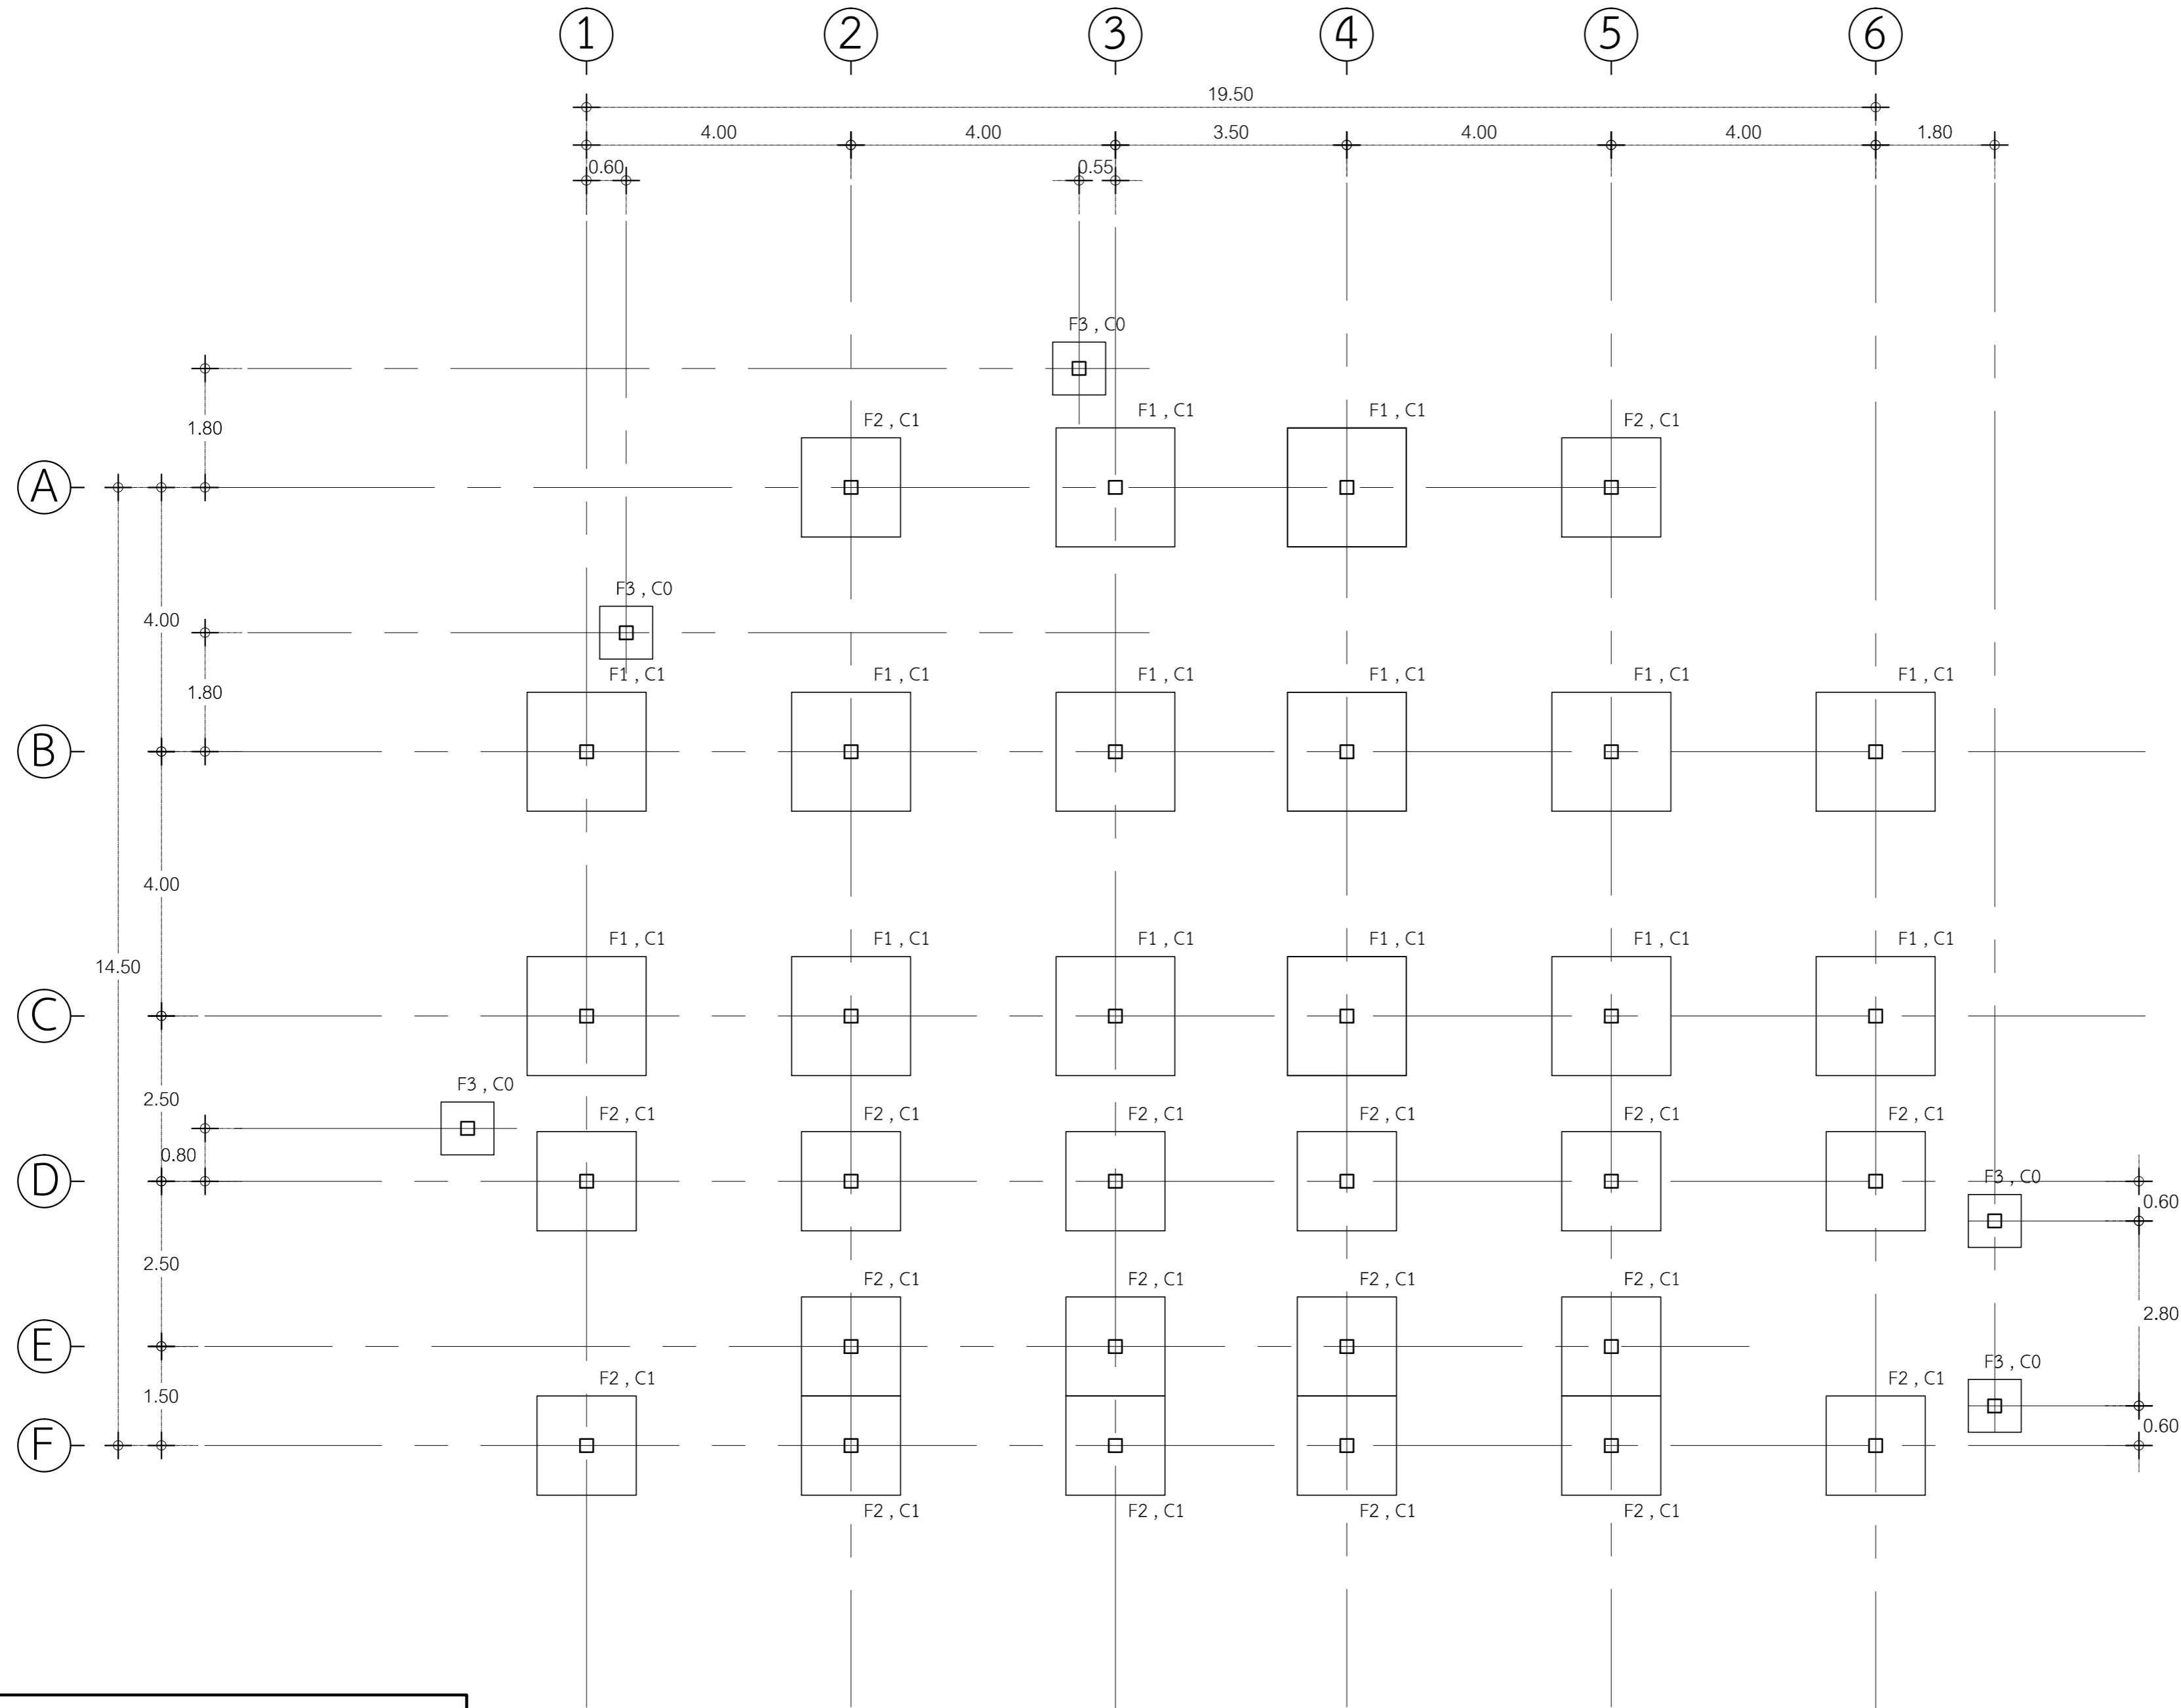 1 2 3 4 5 6
19.50
4.00 4.00 3.50 4.00 4.00 1.80
0.60 0.55
F3 , C0
1.80
F2 , C1 F1 , C1 F1 , C1 F2 , C1
A
F3 , C0
4.00
1.80
F1 , C1 F1 , C1 F1 , C1 F1 , C1 F1 , C1 F1 , C1
B
4.00
F1 , C1 F1 , C1 F1 , C1 F1 , C1 F1 , C1 F1 , C1
14.50
C
F3 , C0
2.50
F2 , C1 F2 , C1 F2 , C1 F2 , C1 F2 , C1 F2 , C1
0.80
D
F3 , C0
0.60
2.50
F2 , C1 F2 , C1 F2 , C1 F2 , C1
2.80
E
F3 , C0
F2 , C1 F2 , C1
1.50
0.60
F
F2 , C1 F2 , C1 F2 , C1 F2 , C1